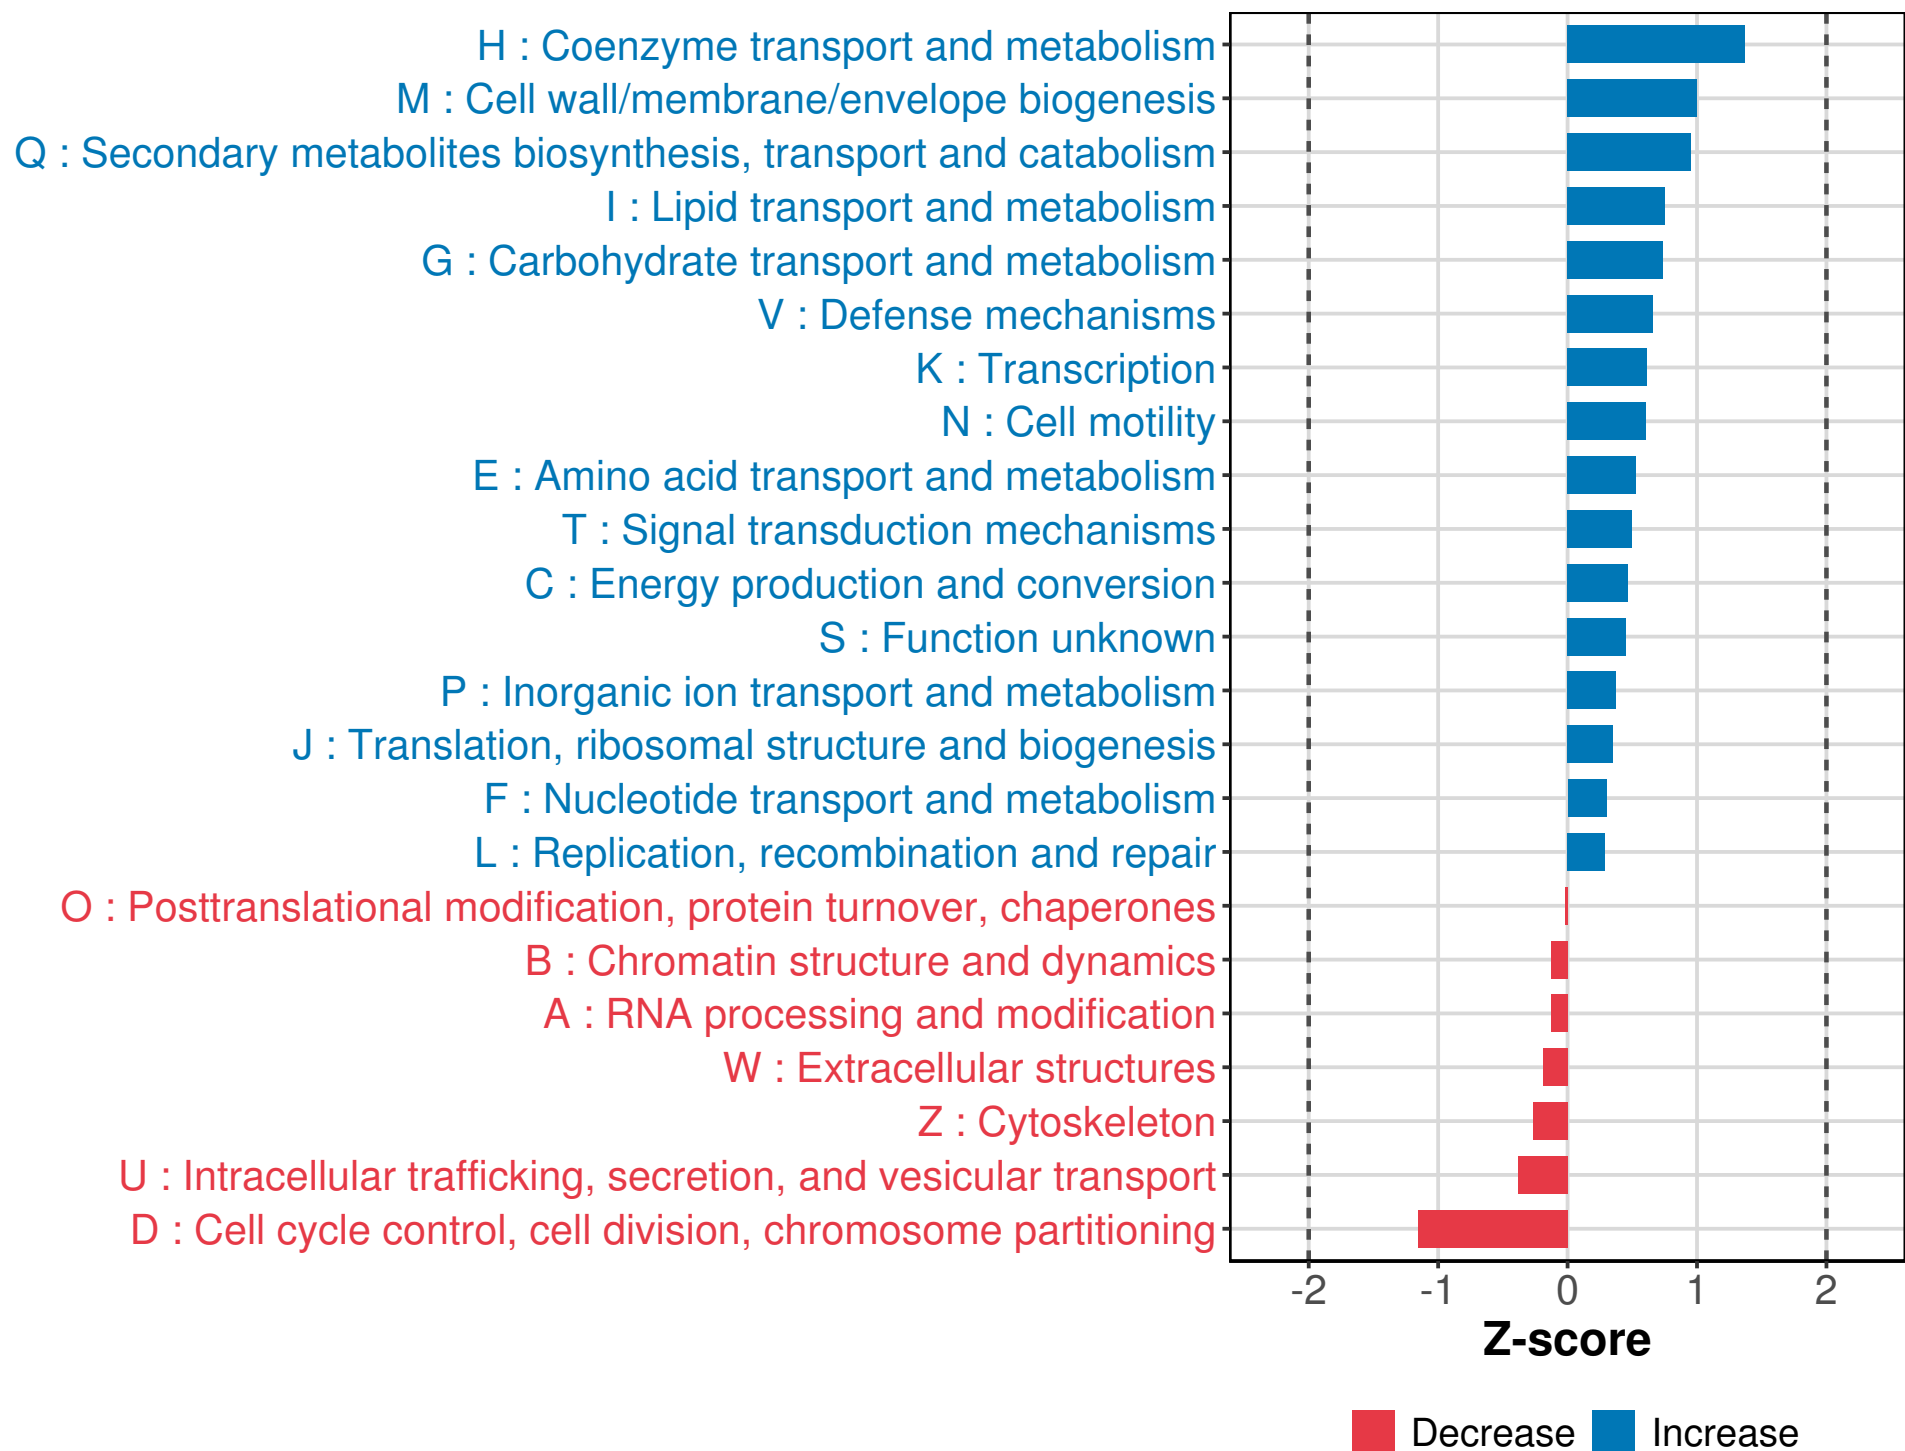 H : Coenzyme transport and metabolism
M : Cell wall/membrane/envelope biogenesis
Q : Secondary metabolites biosynthesis, transport and catabolism
I : Lipid transport and metabolism
G : Carbohydrate transport and metabolism
V : Defense mechanisms
K : Transcription
N : Cell motility
E : Amino acid transport and metabolism
T : Signal transduction mechanisms
C : Energy production and conversion
S : Function unknown
P : Inorganic ion transport and metabolism
J : Translation, ribosomal structure and biogenesis
F : Nucleotide transport and metabolism
L : Replication, recombination and repair
O : Posttranslational modification, protein turnover, chaperones
B : Chromatin structure and dynamics
A : RNA processing and modification
W : Extracellular structures
Z : Cytoskeleton
U : Intracellular trafficking, secretion, and vesicular transport
D : Cell cycle control, cell division, chromosome partitioning
-2 -1 0 1 2
Z-score
Decrease Increase